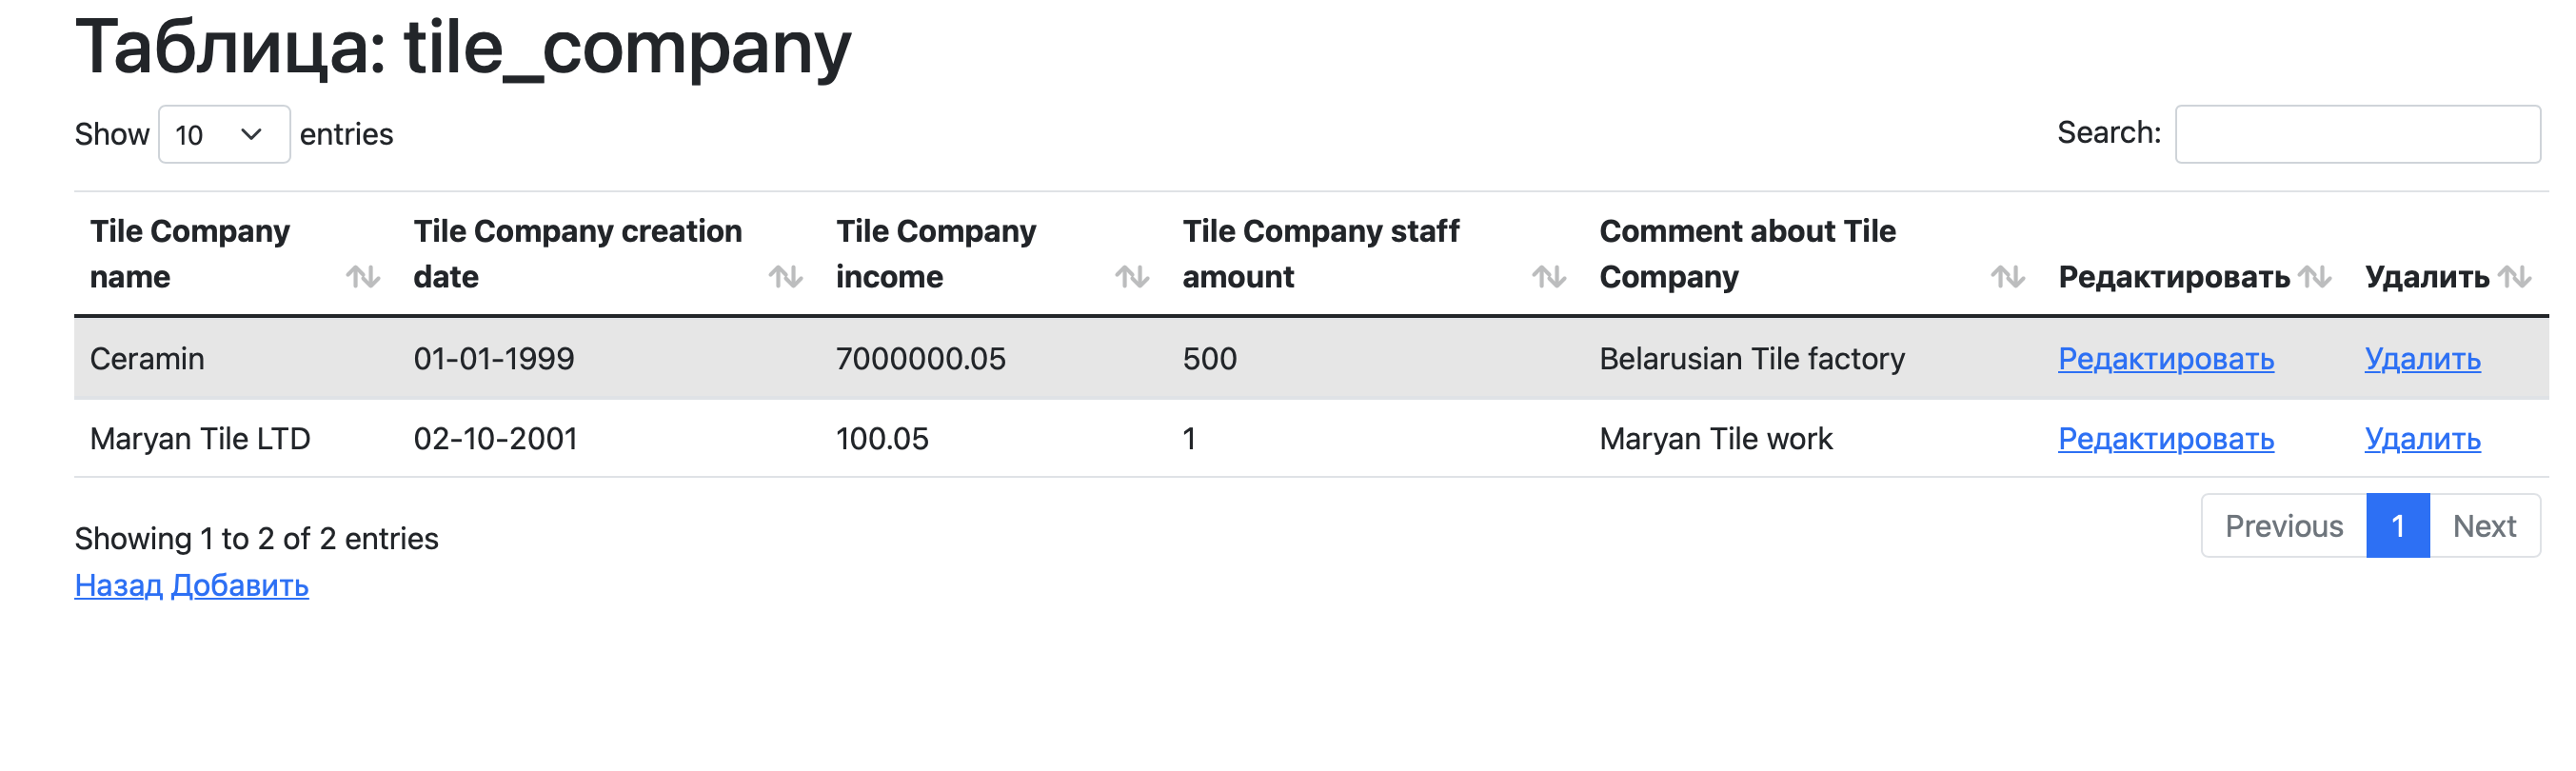 Таблица: tile_company
Show 10 entries
Search:
Tile Company name
Tile Company creation date
Tile Company income
Tile Company staff amount
Comment about Tile Company
Редактировать
Удалить
Ceramin 01-01-1999 7000000.05 500 Belarusian Tile factory Редактировать Удалить
Maryan Tile LTD 02-10-2001 100.05 1 Maryan Tile work Редактировать Удалить
Showing 1 to 2 of 2 entries
Previous 1 Next
Назад Добавить